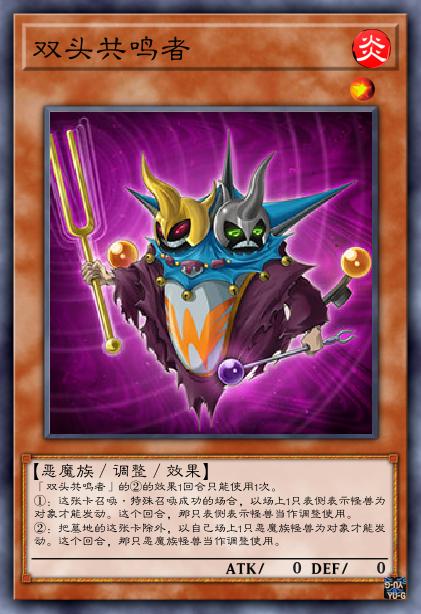 双头共鸣者
炎
【恶魔族／调整／效果】
「双头共鸣者」的②的效果1回合只能使用1次。
①：这张卡召唤·特殊召唤成功的场合，以场上1只表侧表示怪兽为
对象才能发动。这个回合，那只表侧表示怪兽当作调整使用。
②：把墓地的这张卡除外，以自己场上1只恶魔族怪兽为对象才能发
动。这个回合，那只恶魔族怪兽当作调整使用。
ATK/ 0 DEF/ 0